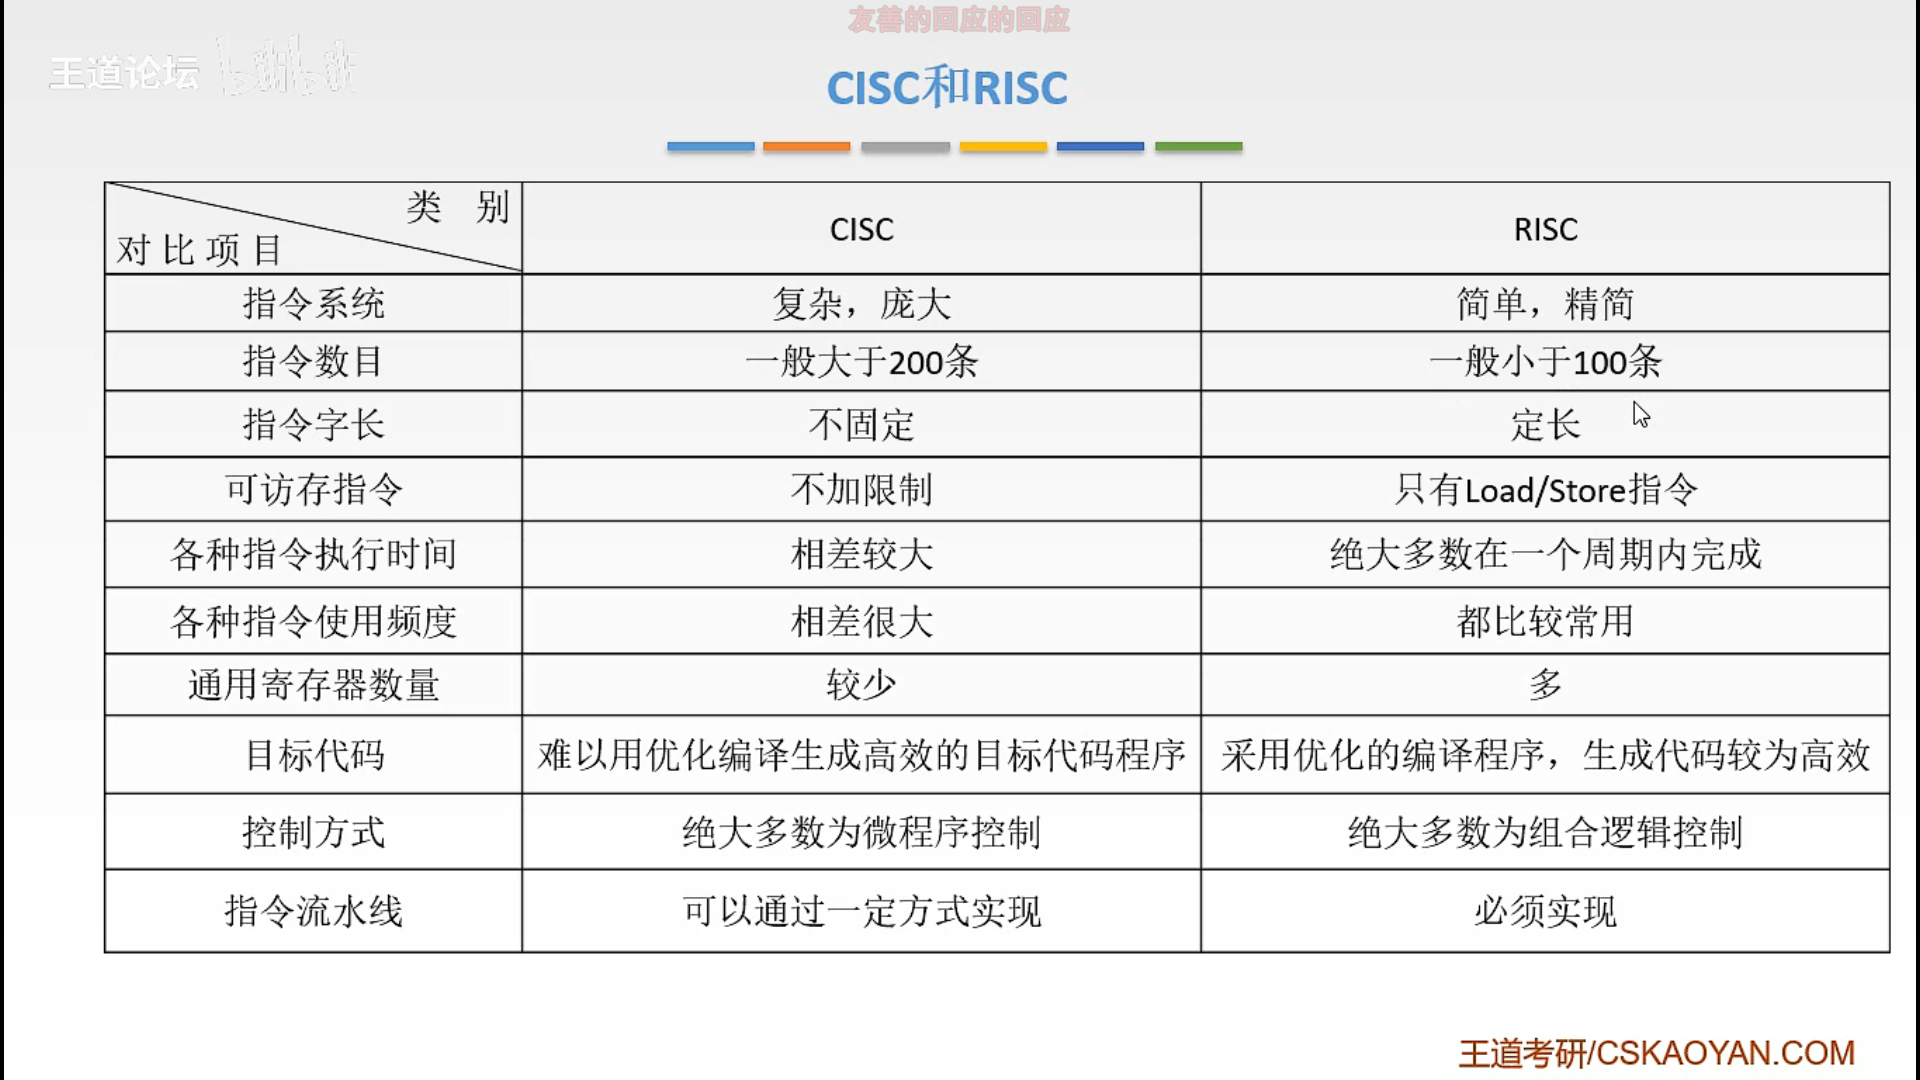 友善的回应的回应
王道论坛 bilibili
CISC和RISC
类 别
对比项目
CISC
RISC
指令系统
复杂，庞大
简单，精简
指令数目
一般大于200条
一般小于100条
指令字长
不固定
定长
可访存指令
不加限制
只有Load/Store指令
各种指令执行时间
相差较大
绝大多数在一个周期内完成
各种指令使用频度
相差很大
都比较常用
通用寄存器数量
较少
多
目标代码
难以用优化编译生成高效的目标代码程序
采用优化的编译程序，生成代码较为高效
控制方式
绝大多数为微程序控制
绝大多数为组合逻辑控制
指令流水线
可以通过一定方式实现
必须实现
王道考研/CSKAOYAN.COM